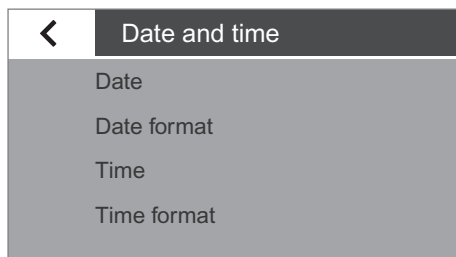 Date and time
Date
Date format
Time
Time format